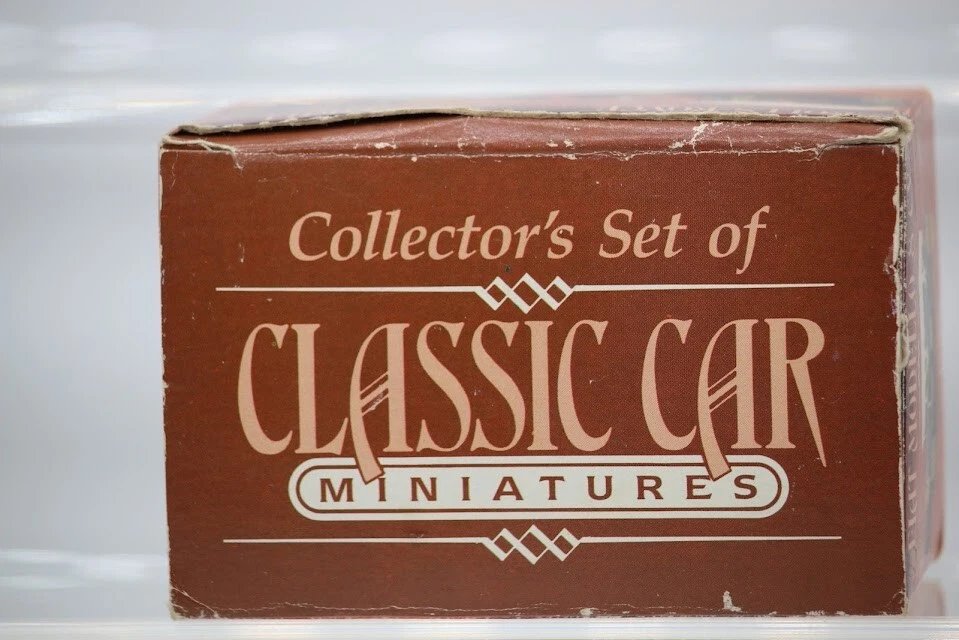 Collector's Set of
CLASSIC CAR
MINIATURES